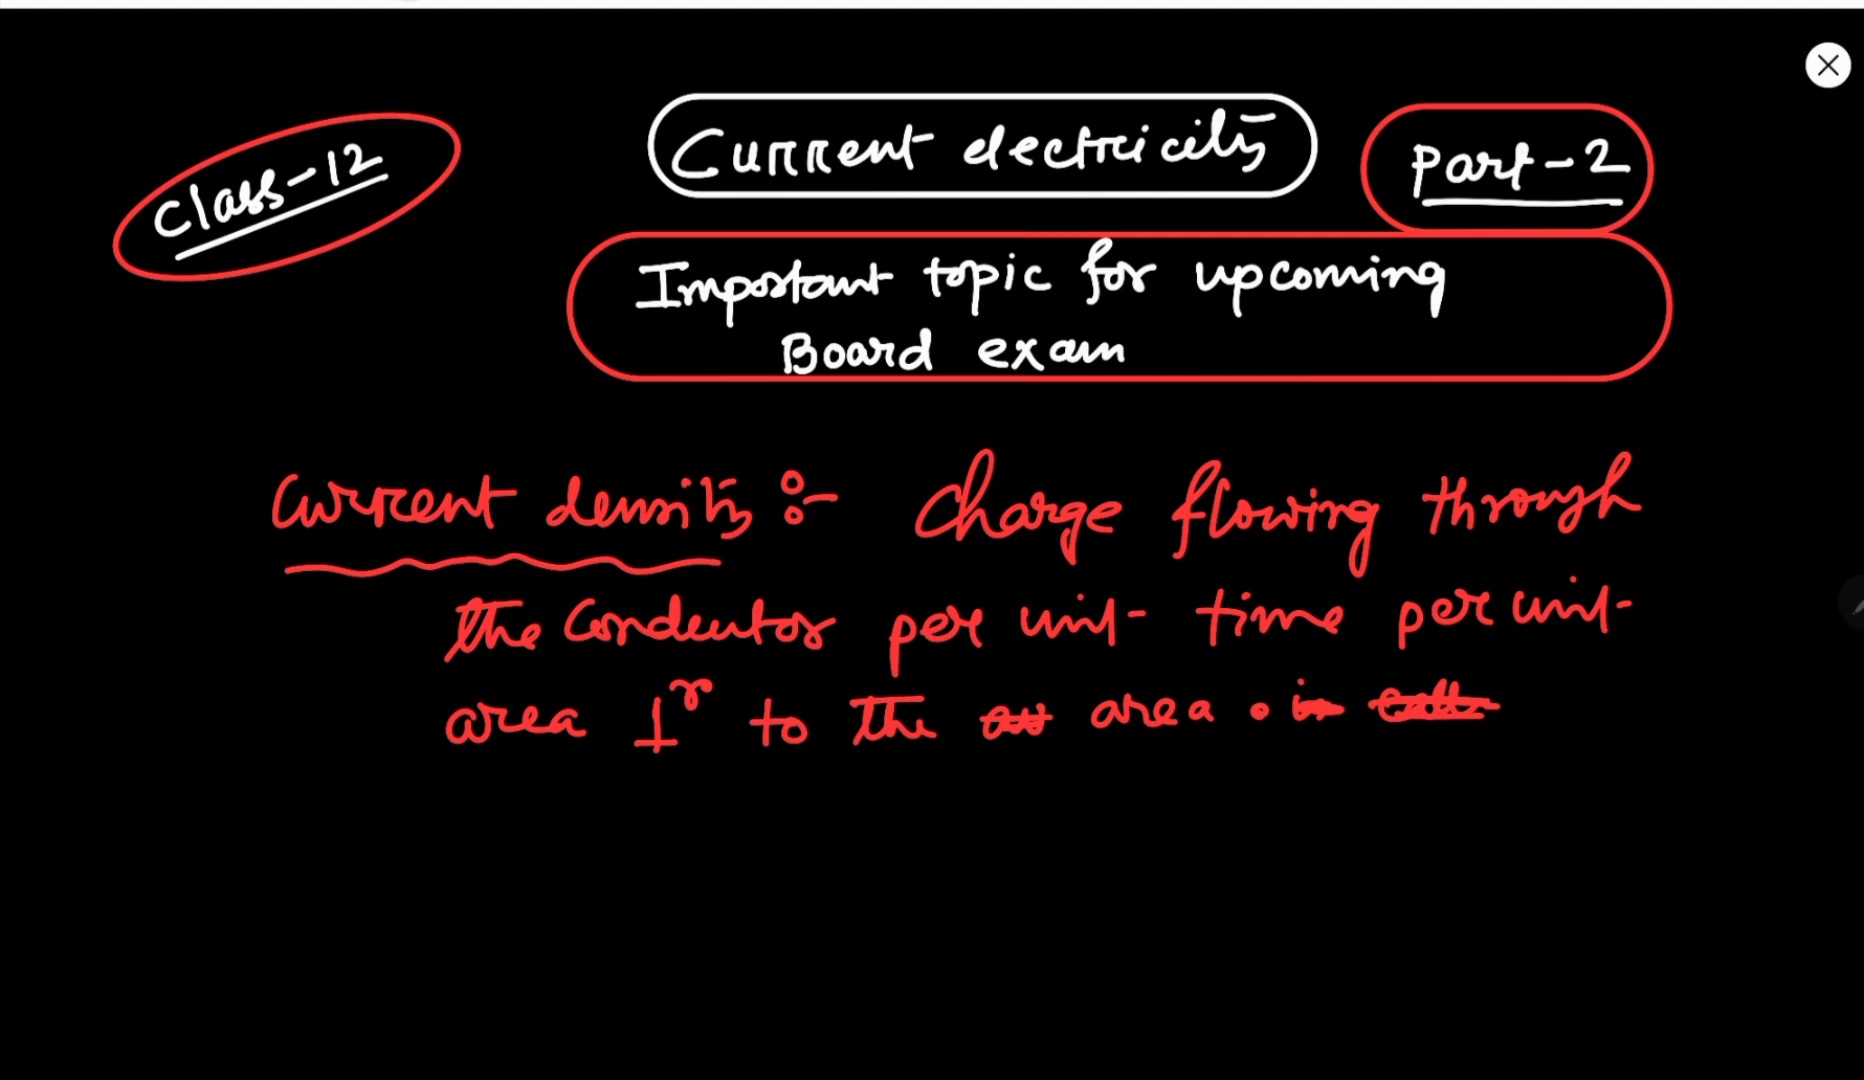 Class-12
Current electricity
Part-2
Important topic for upcoming
Board exam
Current density :- Charge flowing through
the Conductor per unit time per unit
area ⊥r to the area .